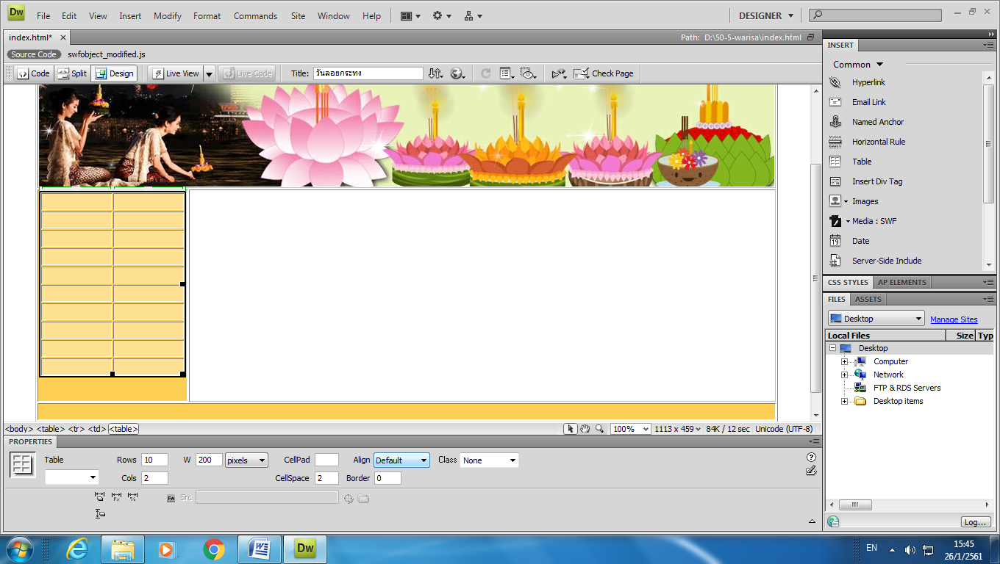 Dw File Edit View Insert Modify Format Commands Site Window Help DESIGNER
index.html* Path: D:\50-5-warisa\index.html
Source Code swfobject_modified.js
Code Split Design Live View Live Code Title: วันลอยกระทง Check Page
<body> <table> <tr> <td> <table> 100% 1113 x 459 84K / 12 sec Unicode (UTF-8)
PROPERTIES
Table Rows 10 W 200 pixels CellPad Align Default Class None
Cols 2 CellSpace 2 Border 0
Fw Src
INSERT
Common
Hyperlink
Email Link
Named Anchor
Horizontal Rule
Table
Insert Div Tag
Images
Media : SWF
19 Date
Server-Side Include
CSS STYLES AP ELEMENTS
FILES ASSETS
Desktop Manage Sites
Local Files Size Typ
Desktop
Computer
Network
FTP & RDS Servers
Desktop items
Log...
Dw EN 15:45
26/1/2561